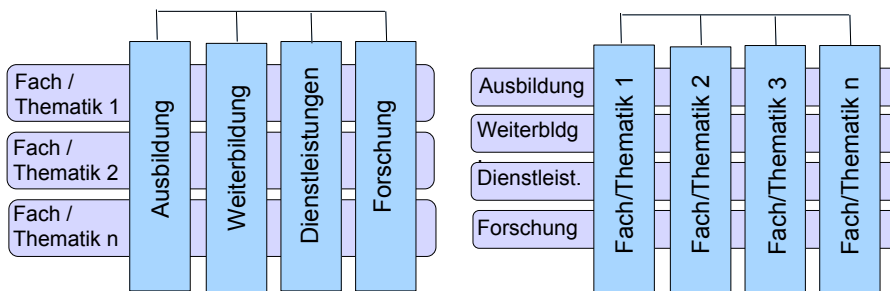 Fach /
Thematik 1
Fach /
Thematik 2
Fach /
Thematik n
Ausbildung
Weiterbildung
Dienstleistungen
Forschung
Ausbildung
Weiterbldg
.
Dienstleist.
Forschung
Fach/Thematik 1
Fach/Thematik 2
Fach/Thematik 3
Fach/Thematik n